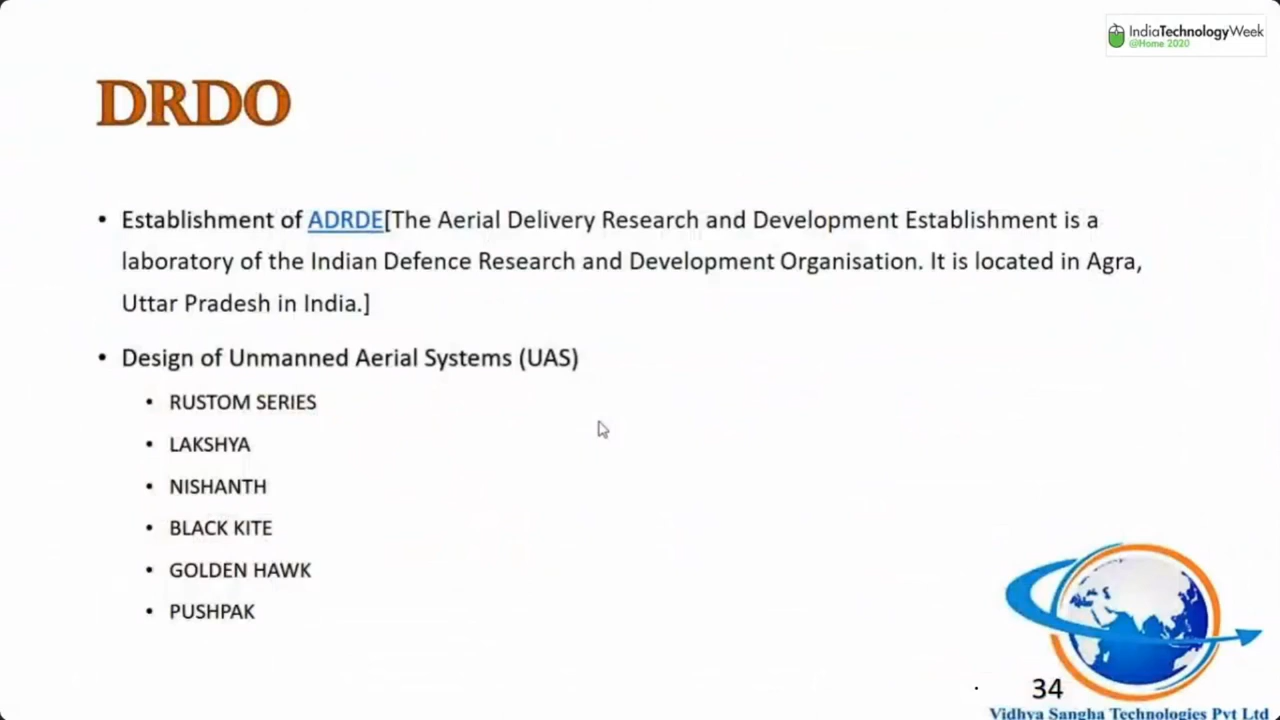 IndiaTechnologyWeek
@Home 2020
DRDO
• Establishment of ADRDE[The Aerial Delivery Research and Development Establishment is a
laboratory of the Indian Defence Research and Development Organisation. It is located in Agra,
Uttar Pradesh in India.]
• Design of Unmanned Aerial Systems (UAS)
• RUSTOM SERIES
• LAKSHYA
• NISHANTH
• BLACK KITE
• GOLDEN HAWK
• PUSHPAK
. 34
Vidhya Sangha Technologies Pvt Ltd